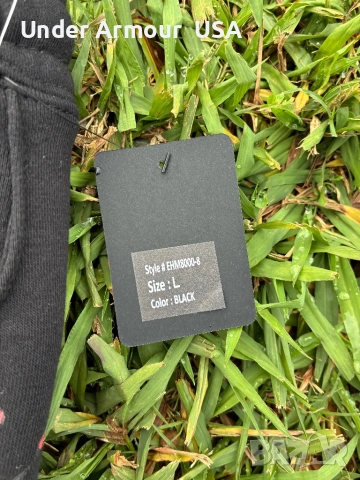 Under Armour USA
Style # EHM8000-8
Size : L
Color : BLACK